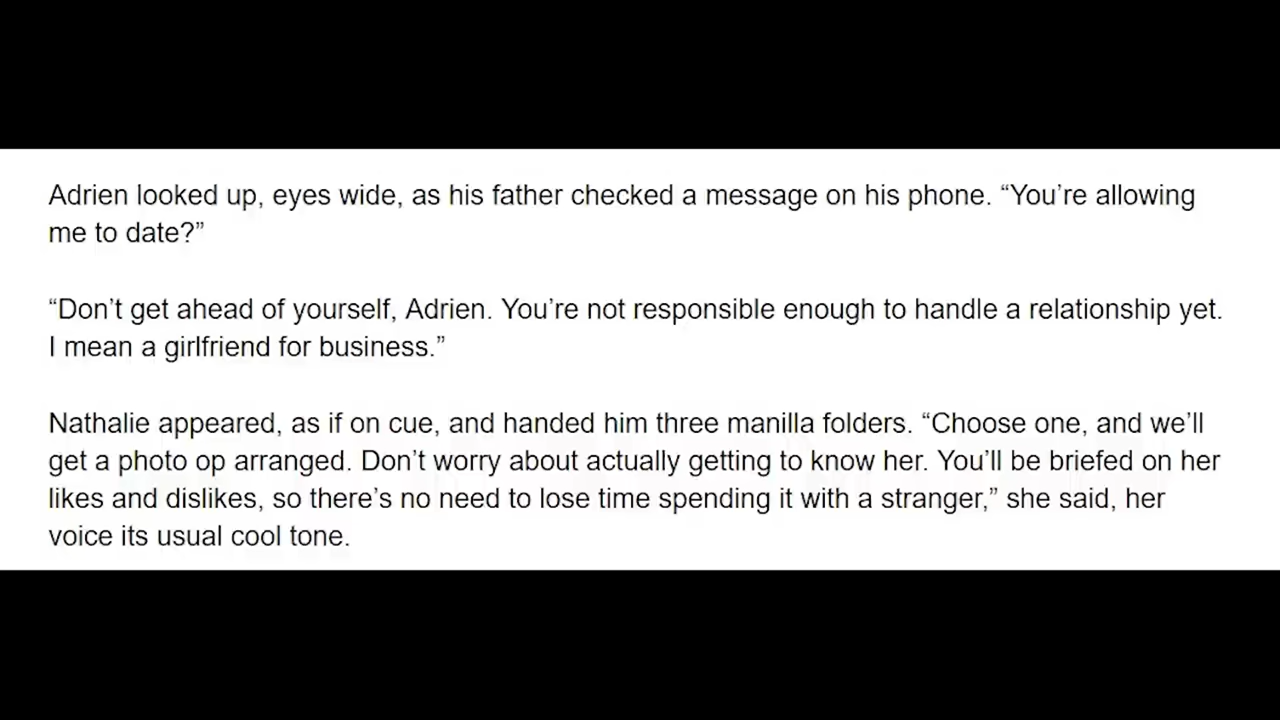 Adrien looked up, eyes wide, as his father checked a message on his phone. “You’re allowing
me to date?”
“Don’t get ahead of yourself, Adrien. You’re not responsible enough to handle a relationship yet.
I mean a girlfriend for business.”
Nathalie appeared, as if on cue, and handed him three manilla folders. “Choose one, and we’ll
get a photo op arranged. Don’t worry about actually getting to know her. You’ll be briefed on her
likes and dislikes, so there’s no need to lose time spending it with a stranger,” she said, her
voice its usual cool tone.